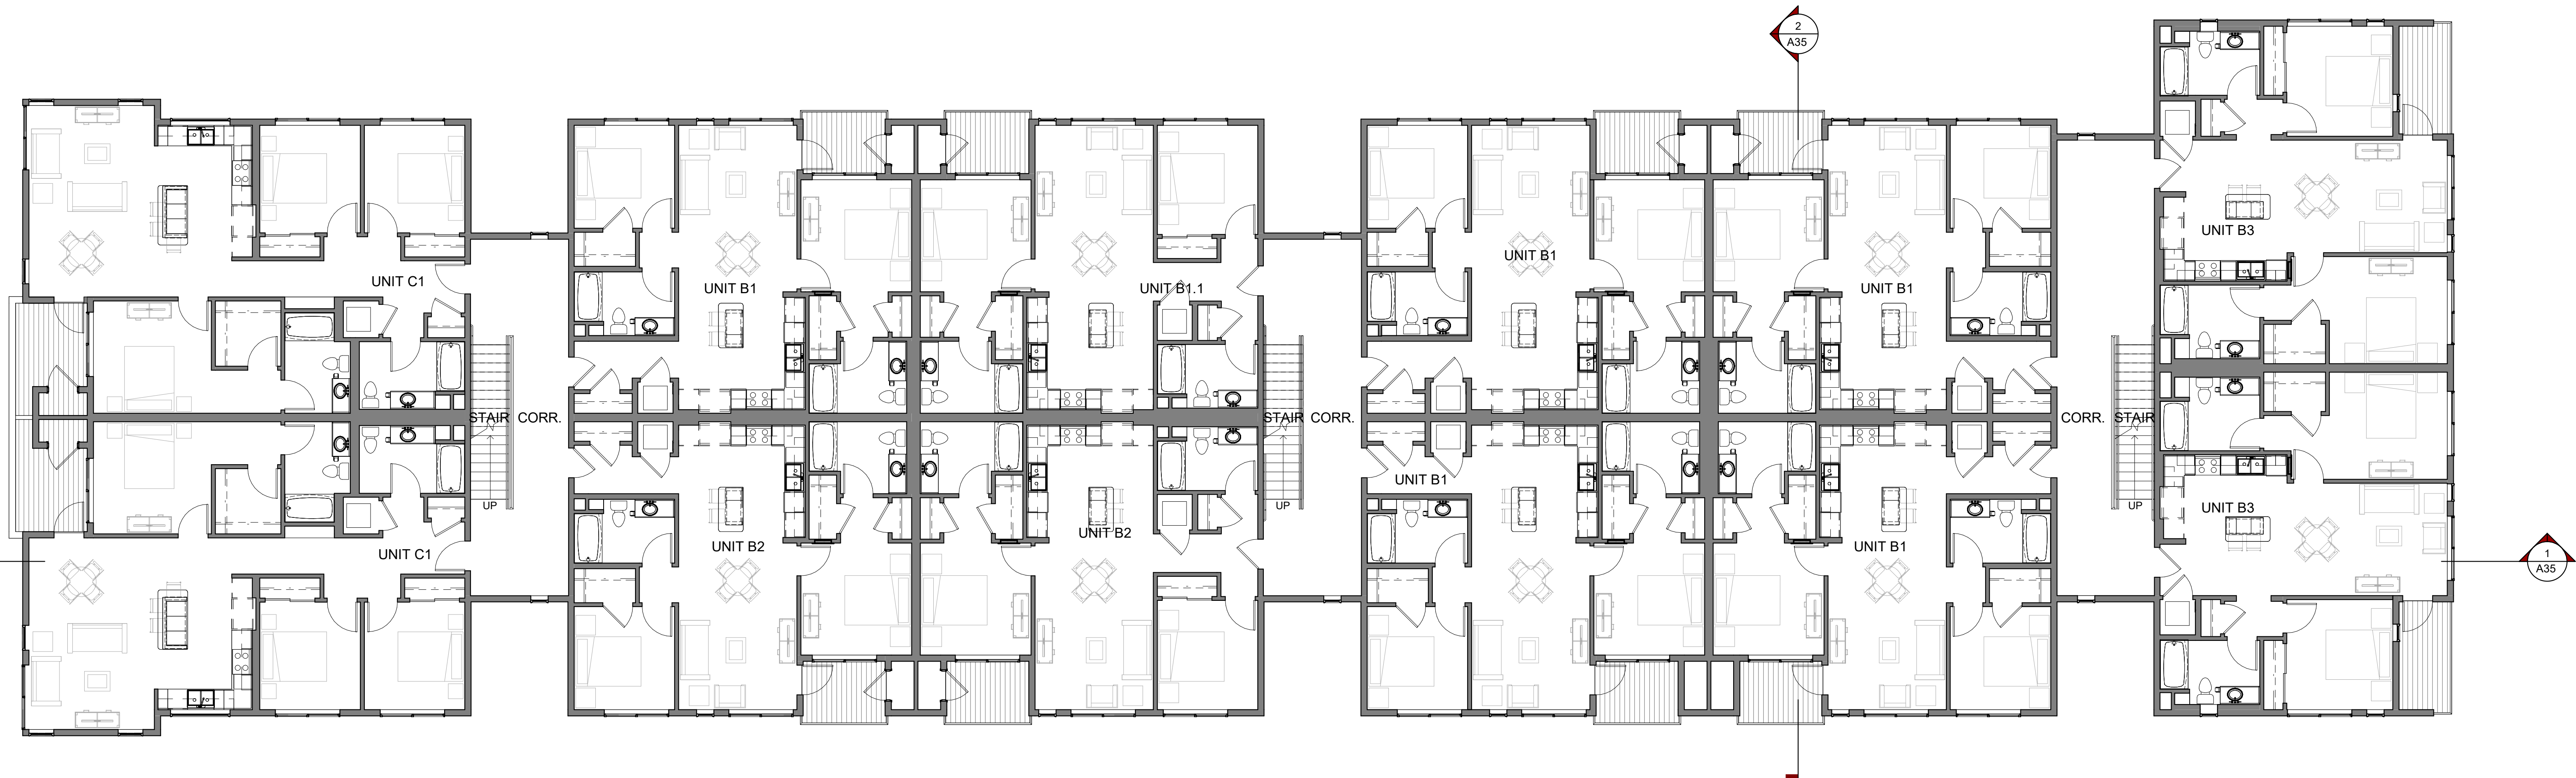 2
A35
UNIT B3
UNIT B1
UNIT C1
UNIT B1
UNIT B1.1
UNIT B1
STAIR
CORR.
STAIR
CORR.
CORR.
STAIR
UNIT B1
UNIT B3
UP
UP
UP
UNIT B2
UNIT B2
UNIT B1
UNIT C1
1
A35